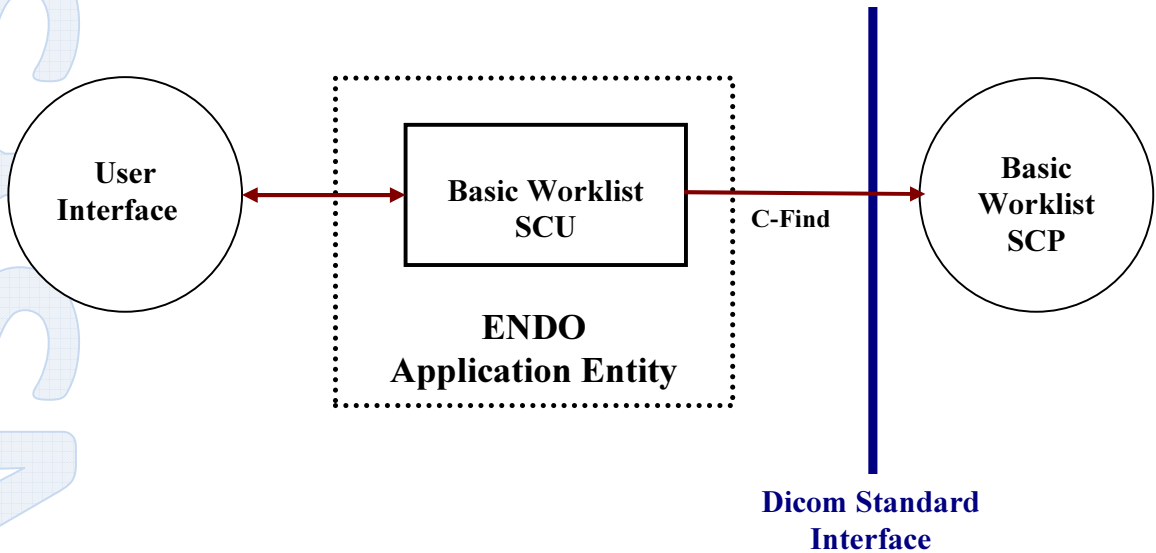 User
Interface
Basic Worklist
SCU
C-Find
Basic
Worklist
SCP
ENDO
Application Entity
Dicom Standard
Interface